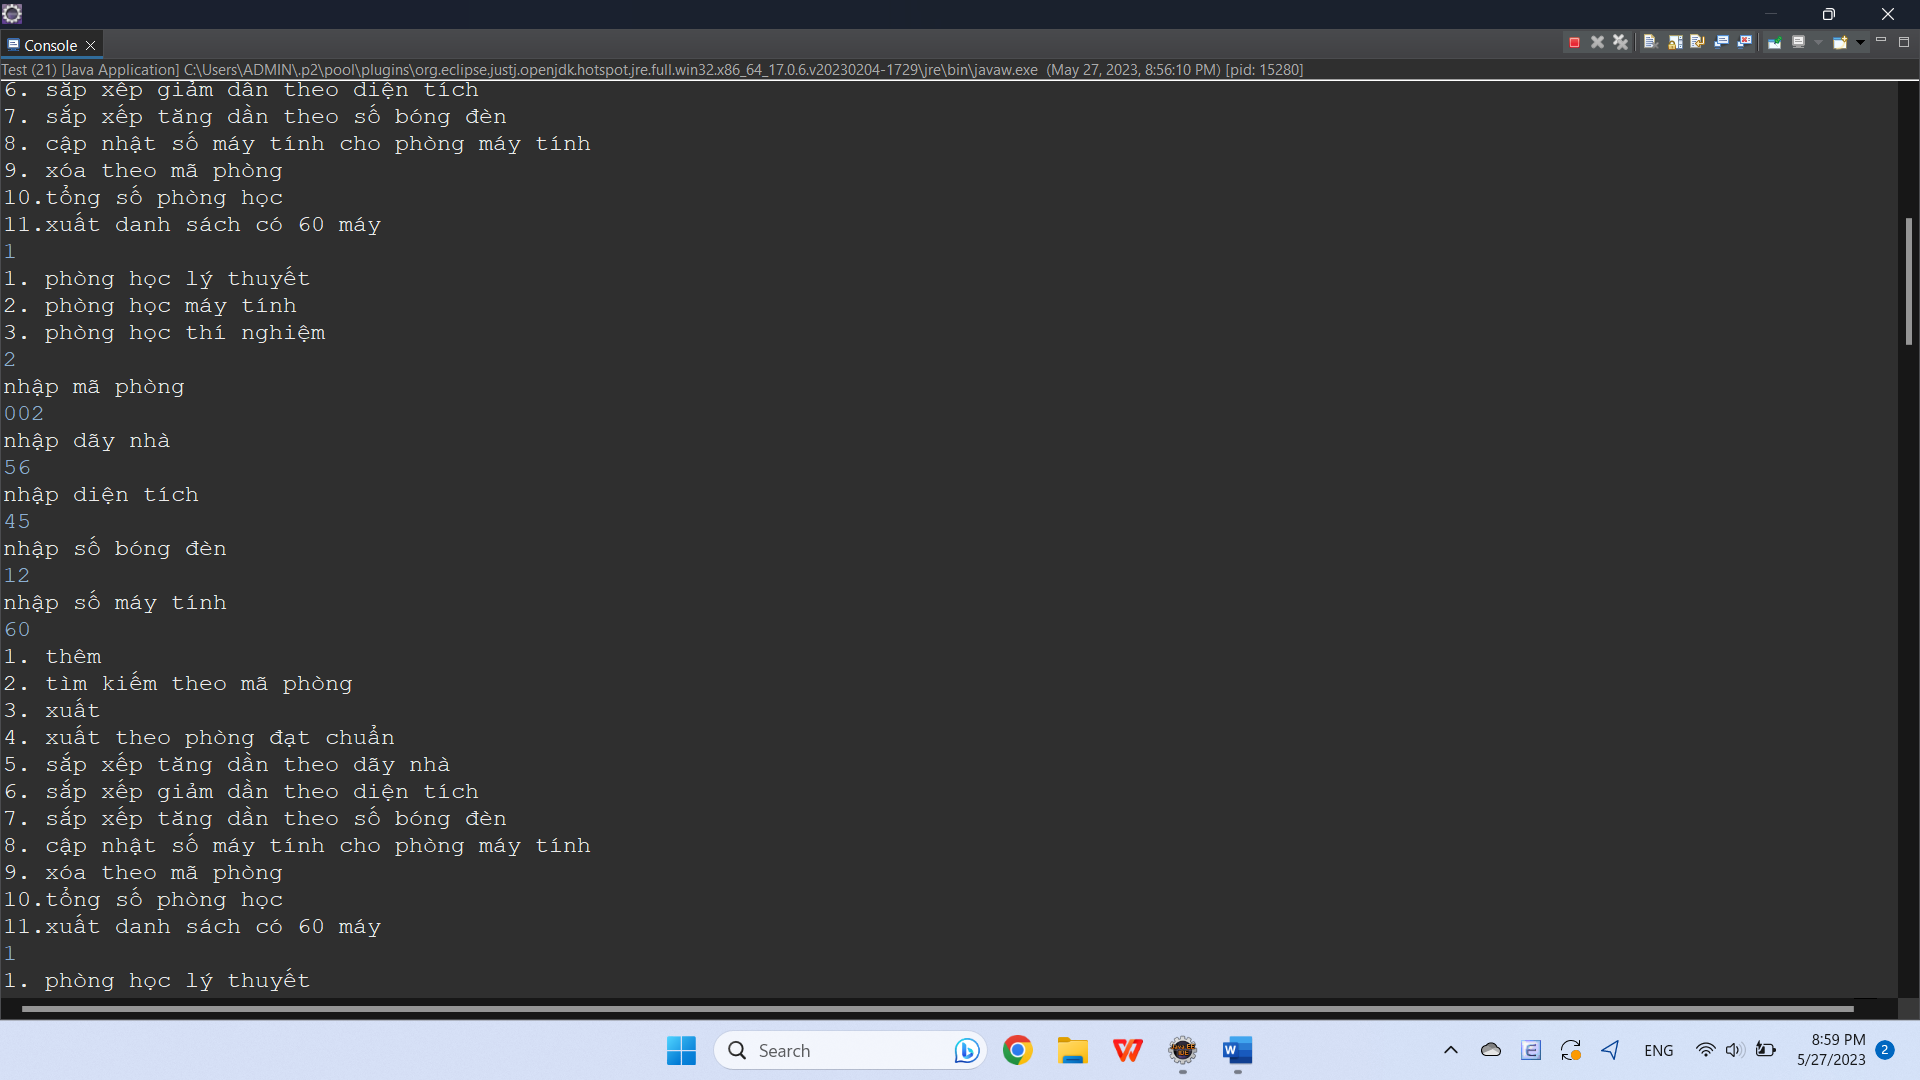 Console
Test (21) [Java Application] C:\Users\ADMIN\.p2\pool\plugins\org.eclipse.justj.openjdk.hotspot.jre.full.win32.x86_64_17.0.6.v20230204-1729\jre\bin\javaw.exe (May 27, 2023, 8:56:10 PM) [pid: 15280]
6. sắp xếp giảm dần theo diện tích
7. sắp xếp tăng dần theo số bóng đèn
8. cập nhật số máy tính cho phòng máy tính
9. xóa theo mã phòng
10.tổng số phòng học
11.xuất danh sách có 60 máy
1
1. phòng học lý thuyết
2. phòng học máy tính
3. phòng học thí nghiệm
2
nhập mã phòng
002
nhập dãy nhà
56
nhập diện tích
45
nhập số bóng đèn
12
nhập số máy tính
60
1. thêm
2. tìm kiếm theo mã phòng
3. xuất
4. xuất theo phòng đạt chuẩn
5. sắp xếp tăng dần theo dãy nhà
6. sắp xếp giảm dần theo diện tích
7. sắp xếp tăng dần theo số bóng đèn
8. cập nhật số máy tính cho phòng máy tính
9. xóa theo mã phòng
10.tổng số phòng học
11.xuất danh sách có 60 máy
1
1. phòng học lý thuyết
Search
ENG
8:59 PM
5/27/2023
2